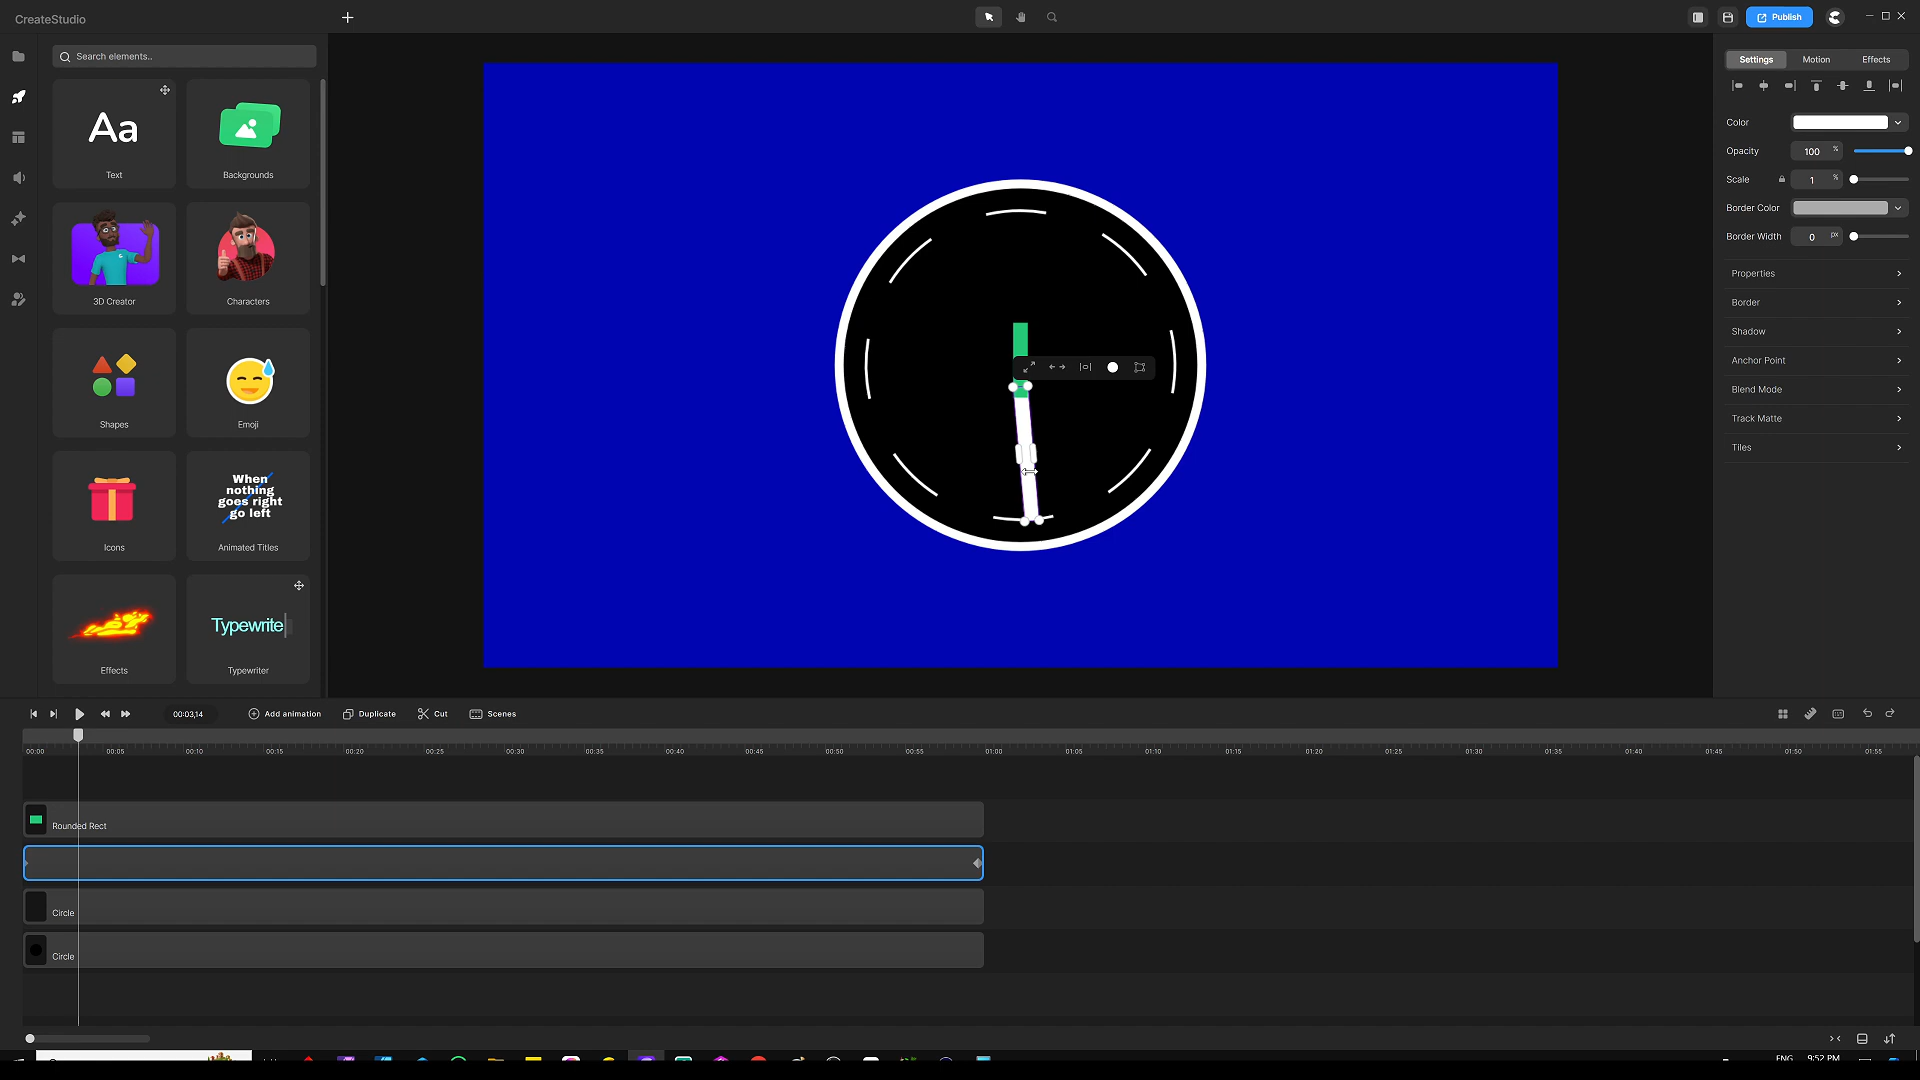 CreateStudio
Publish
Search elements..
Aa
Text
Backgrounds
3D Creator
Characters
Shapes
Emoji
Icons
When
nothing
goes right
go left
Animated Titles
Effects
Typewrite
Typewriter
Settings
Motion
Effects
Color
Opacity
100
%
Scale
1
%
Border Color
Border Width
0
px
Properties
Border
Shadow
Anchor Point
Blend Mode
Track Matte
Tiles
00:03,14
Add animation
Duplicate
Cut
Scenes
00:00 00:05 00:10 00:15 00:20 00:25 00:30 00:35 00:40 00:45 00:50 00:55 01:00 01:05 01:10 01:15 01:20 01:25 01:30 01:35 01:40 01:45 01:50 01:55
Rounded Rect
Circle
Circle
ENG
9:52 PM